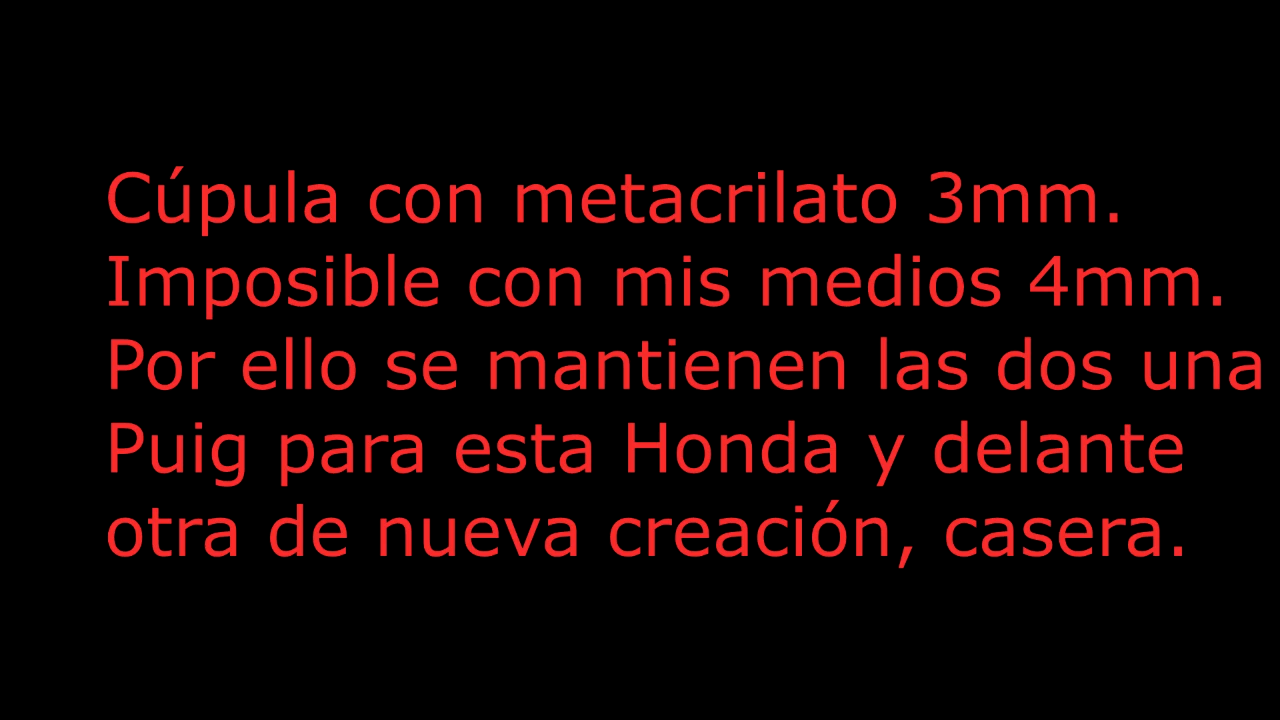 Cúpula con metacrilato 3mm.
Imposible con mis medios 4mm.
Por ello se mantienen las dos una
Puig para esta Honda y delante
otra de nueva creación, casera.